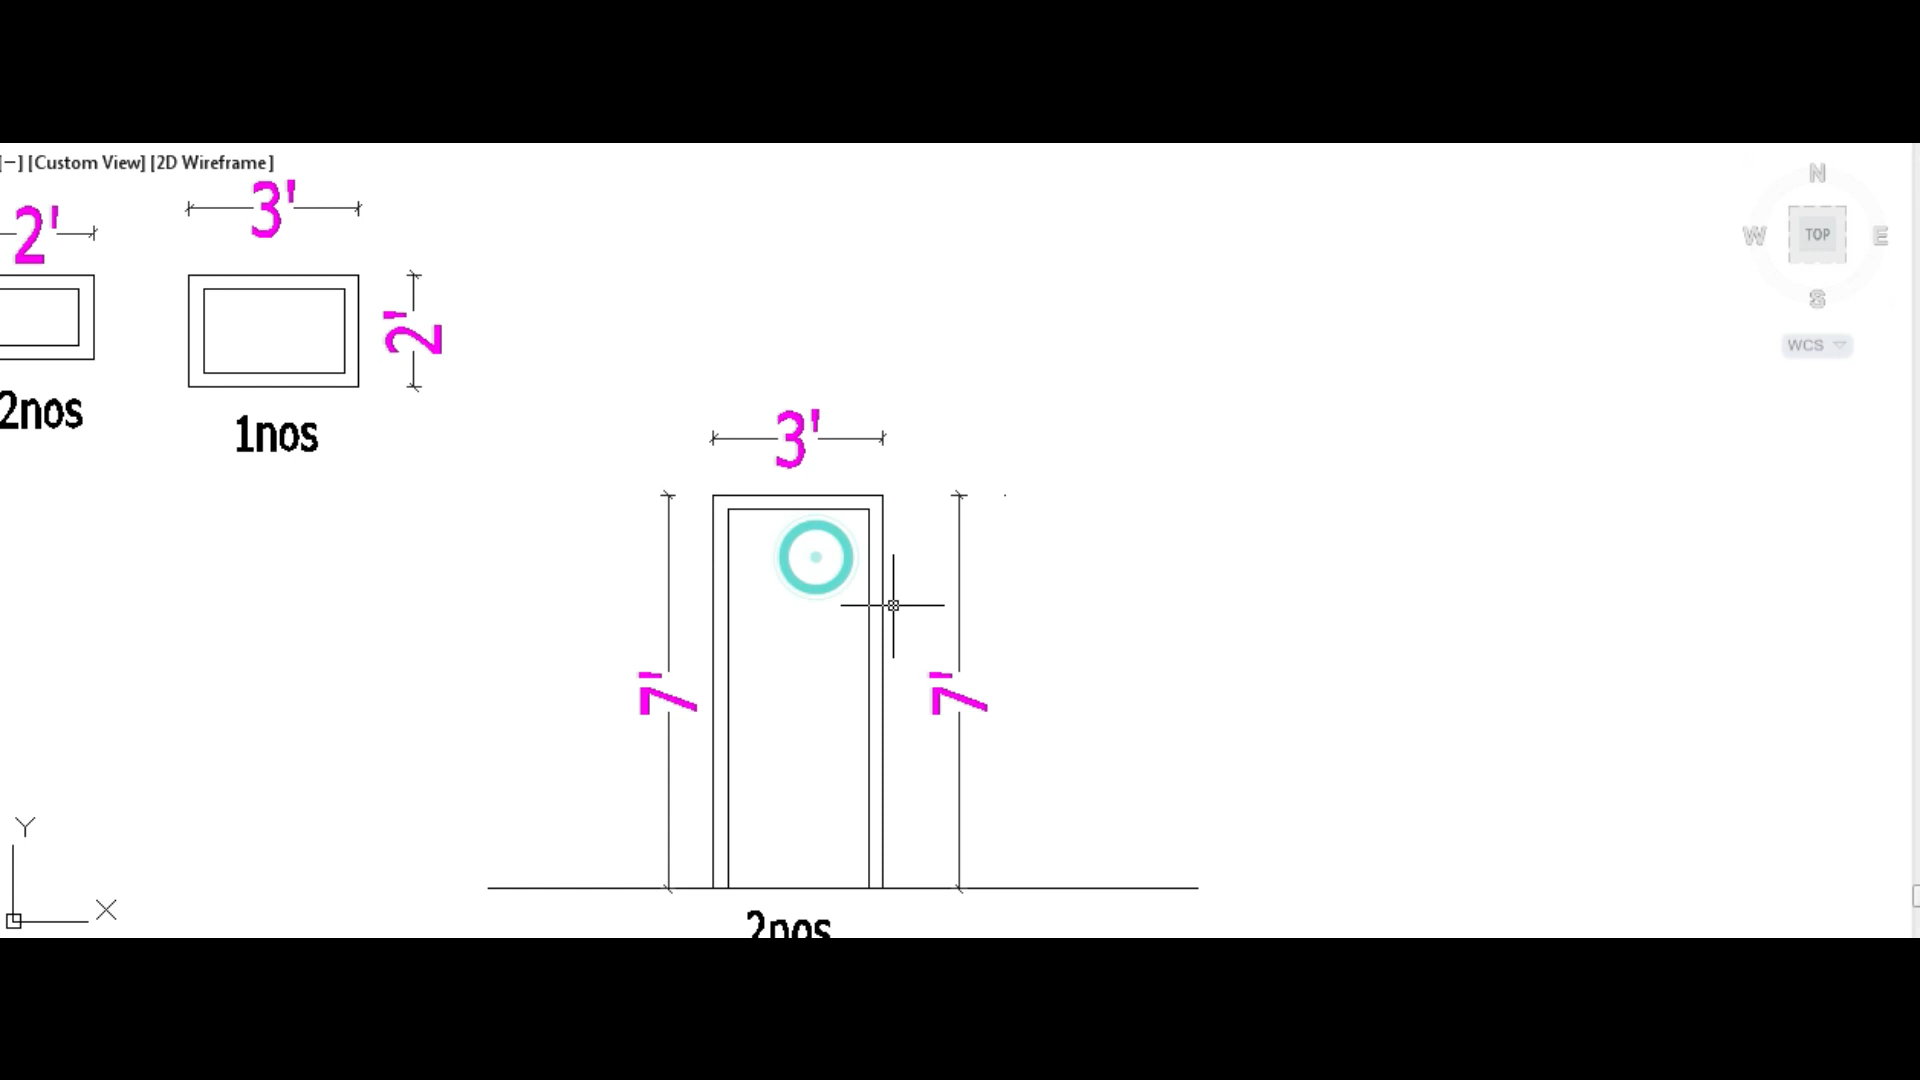 [−] [Custom View] [2D Wireframe]
2'
3'
2'
2nos
1nos
3'
7'
7'
2nos
N
W
TOP
E
S
WCS
Y
X